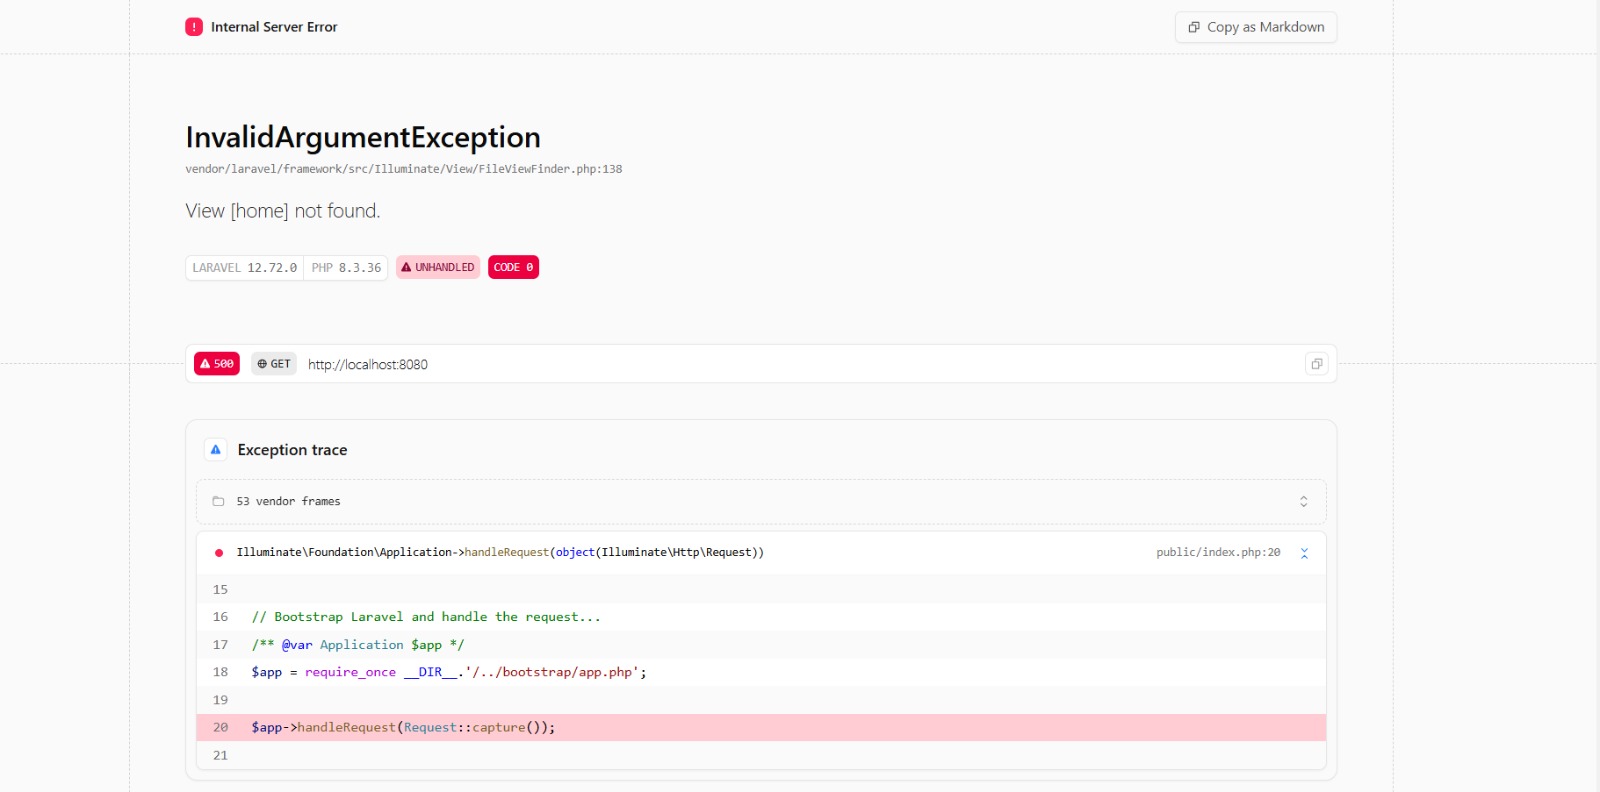 Internal Server Error
Copy as Markdown
InvalidArgumentException
vendor/laravel/framework/src/Illuminate/View/FileViewFinder.php:138
View [home] not found.
LARAVEL 12.72.0 PHP 8.3.36 UNHANDLED CODE 0
500 GET http://localhost:8080
Exception trace
53 vendor frames
Illuminate\Foundation\Application->handleRequest(object(Illuminate\Http\Request)) public/index.php:20
15
16 // Bootstrap Laravel and handle the request...
17 /** @var Application $app */
18 $app = require_once __DIR__.'/../bootstrap/app.php';
19
20 $app->handleRequest(Request::capture());
21